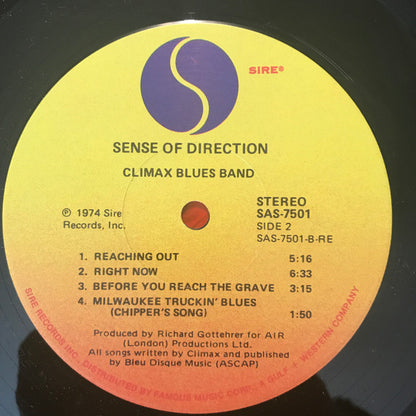 SIRE®
SENSE OF DIRECTION
CLIMAX BLUES BAND
℗ 1974 Sire
Records, Inc.
STEREO
SAS-7501
SIDE 2
SAS-7501-B-RE
1. REACHING OUT 5:16
2. RIGHT NOW 6:33
3. BEFORE YOU REACH THE GRAVE 3:15
4. MILWAUKEE TRUCKIN' BLUES
(CHIPPER'S SONG) 1:50
Produced by Richard Gottehrer for AIR
(London) Productions Ltd.
All songs written by Climax and published
by Bleu Disque Music (ASCAP)
SIRE RECORDS INC., DISTRIBUTED BY FAMOUS MUSIC CORP., A GULF + WESTERN COMPANY